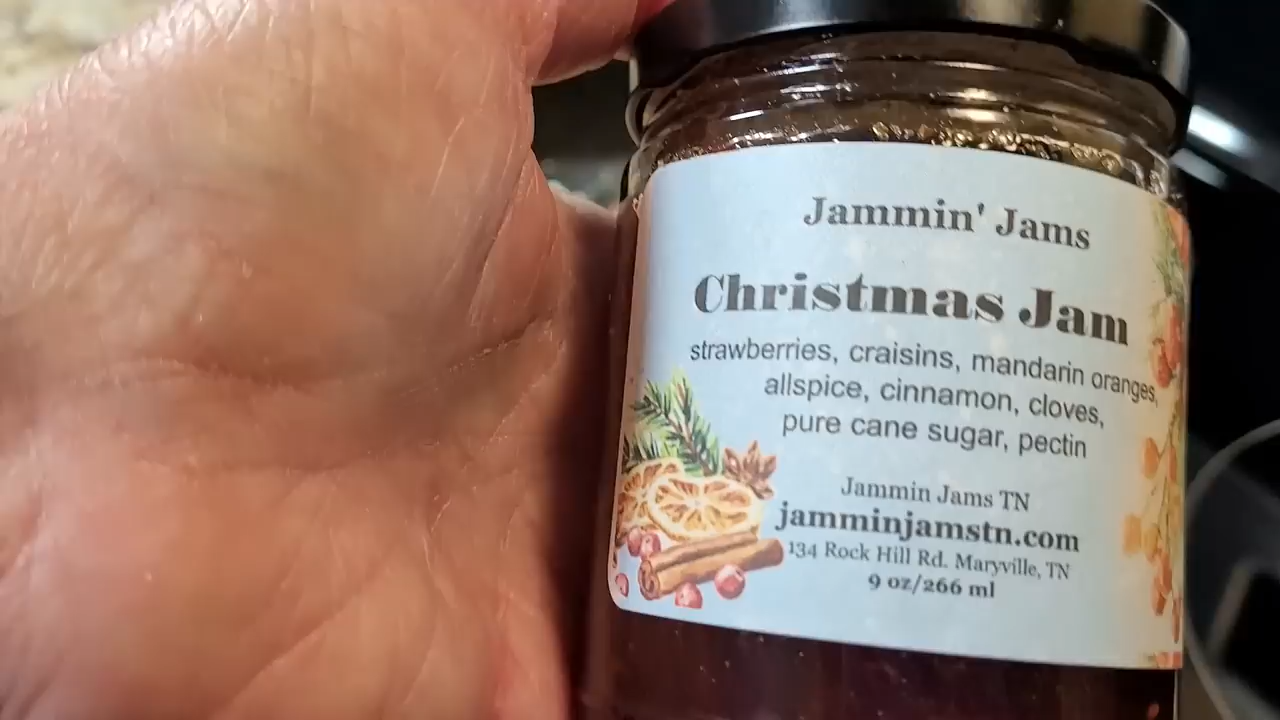 Jammin' Jams
Christmas Jam
strawberries, craisins, mandarin oranges,
allspice, cinnamon, cloves,
pure cane sugar, pectin
Jammin Jams TN
jamminjamstn.com
134 Rock Hill Rd. Maryville, TN
9 oz/266 ml